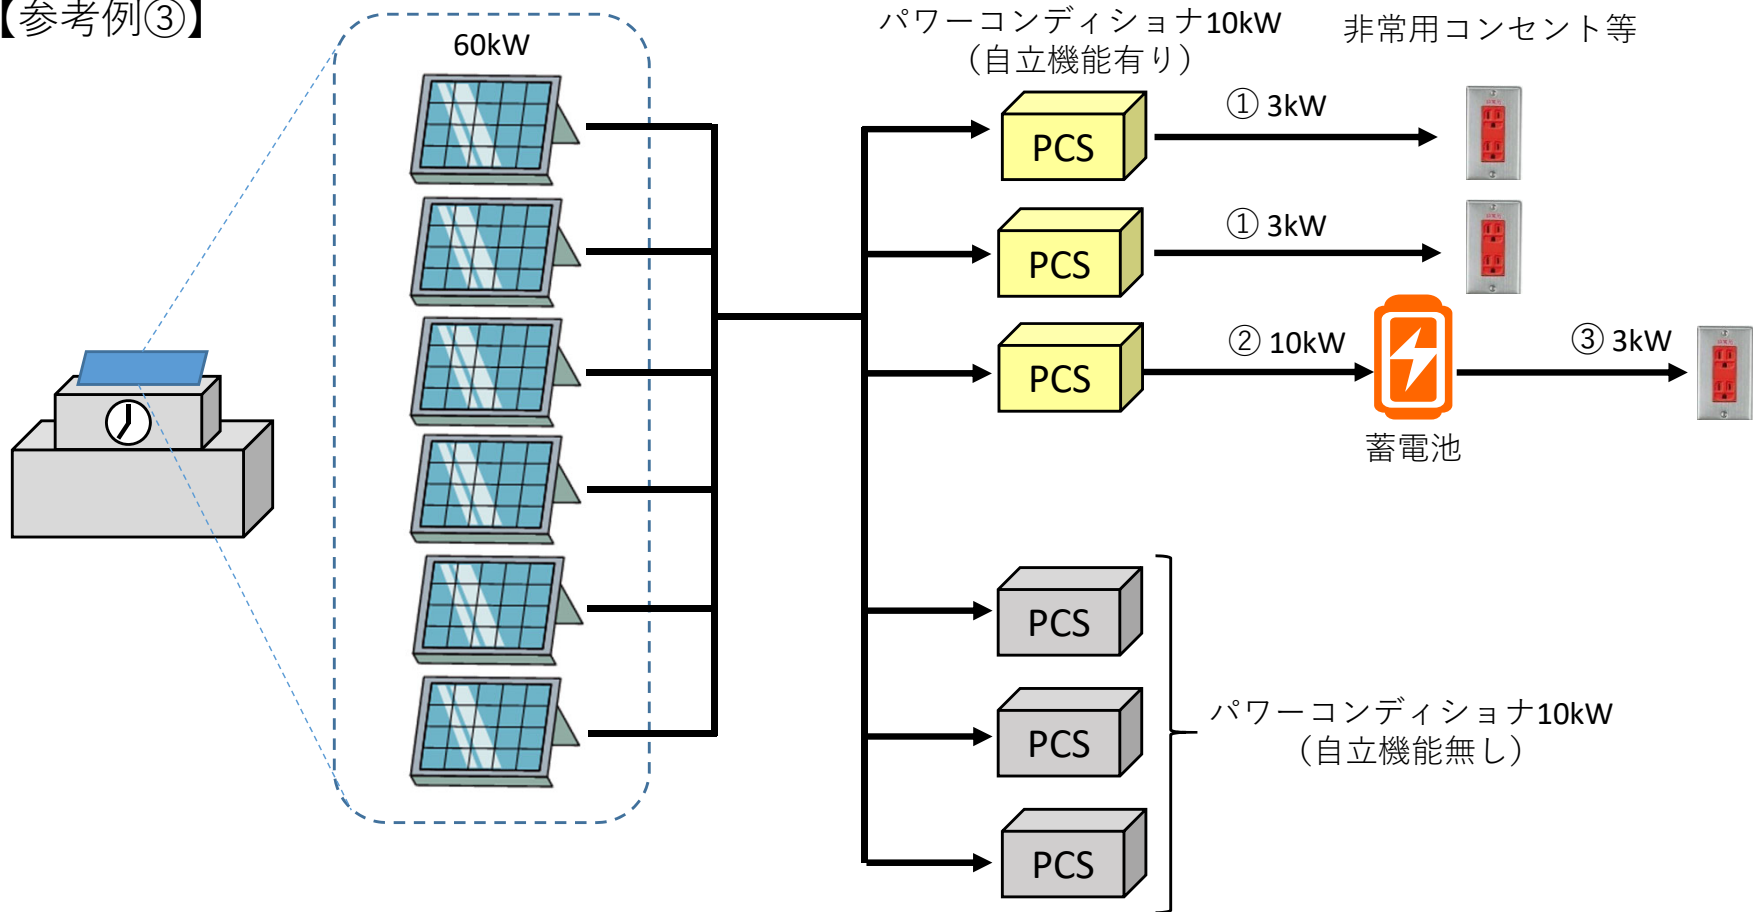 【参考例③】
60kW
パワーコンディショナ10kW
（自立機能有り）
非常用コンセント等
PCS
① 3kW
PCS
① 3kW
PCS
② 10kW
③ 3kW
蓄電池
PCS
PCS
PCS
パワーコンディショナ10kW
（自立機能無し）